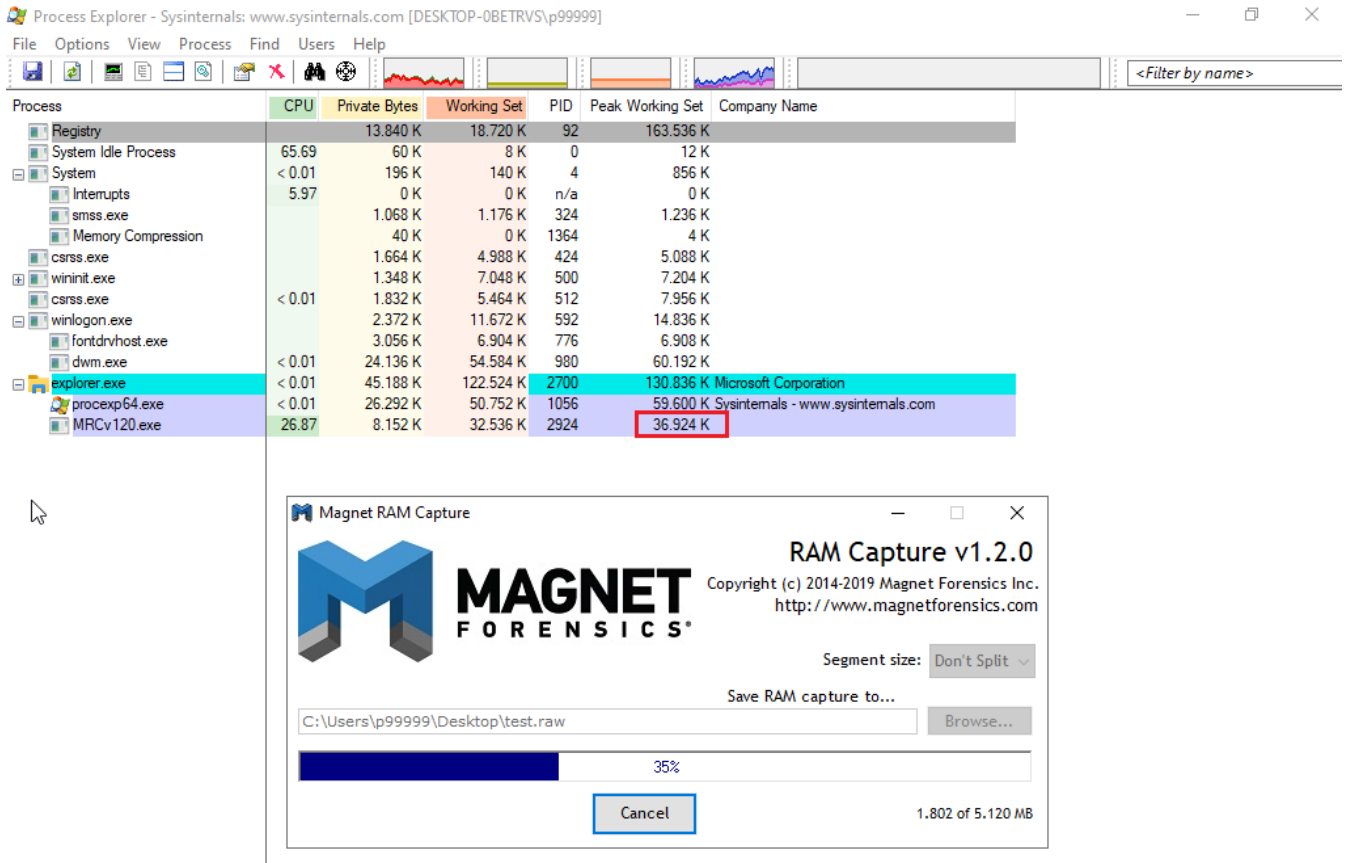 Process Explorer - Sysinternals: www.sysinternals.com [DESKTOP-0BETRVS\p99999]
File Options View Process Find Users Help
<Filter by name>
Process CPU Private Bytes Working Set PID Peak Working Set Company Name
Registry 13.840 K 18.720 K 92 163.536 K
System Idle Process 65.69 60 K 8 K 0 12 K
System < 0.01 196 K 140 K 4 856 K
Interrupts 5.97 0 K 0 K n/a 0 K
smss.exe 1.068 K 1.176 K 324 1.236 K
Memory Compression 40 K 0 K 1364 4 K
csrss.exe 1.664 K 4.988 K 424 5.088 K
wininit.exe 1.348 K 7.048 K 500 7.204 K
csrss.exe < 0.01 1.832 K 5.464 K 512 7.956 K
winlogon.exe 2.372 K 11.672 K 592 14.836 K
fontdrvhost.exe 3.056 K 6.904 K 776 6.908 K
dwm.exe < 0.01 24.136 K 54.584 K 980 60.192 K
explorer.exe < 0.01 45.188 K 122.524 K 2700 130.836 K Microsoft Corporation
procexp64.exe < 0.01 26.292 K 50.752 K 1056 59.600 K Sysinternals - www.sysinternals.com
MRCv120.exe 26.87 8.152 K 32.536 K 2924 36.924 K
Magnet RAM Capture
MAGNET
FORENSICS
RAM Capture v1.2.0
Copyright (c) 2014-2019 Magnet Forensics Inc.
http://www.magnetforensics.com
Segment size: Don't Split
Save RAM capture to...
C:\Users\p99999\Desktop\test.raw Browse...
35%
Cancel 1.802 of 5.120 MB